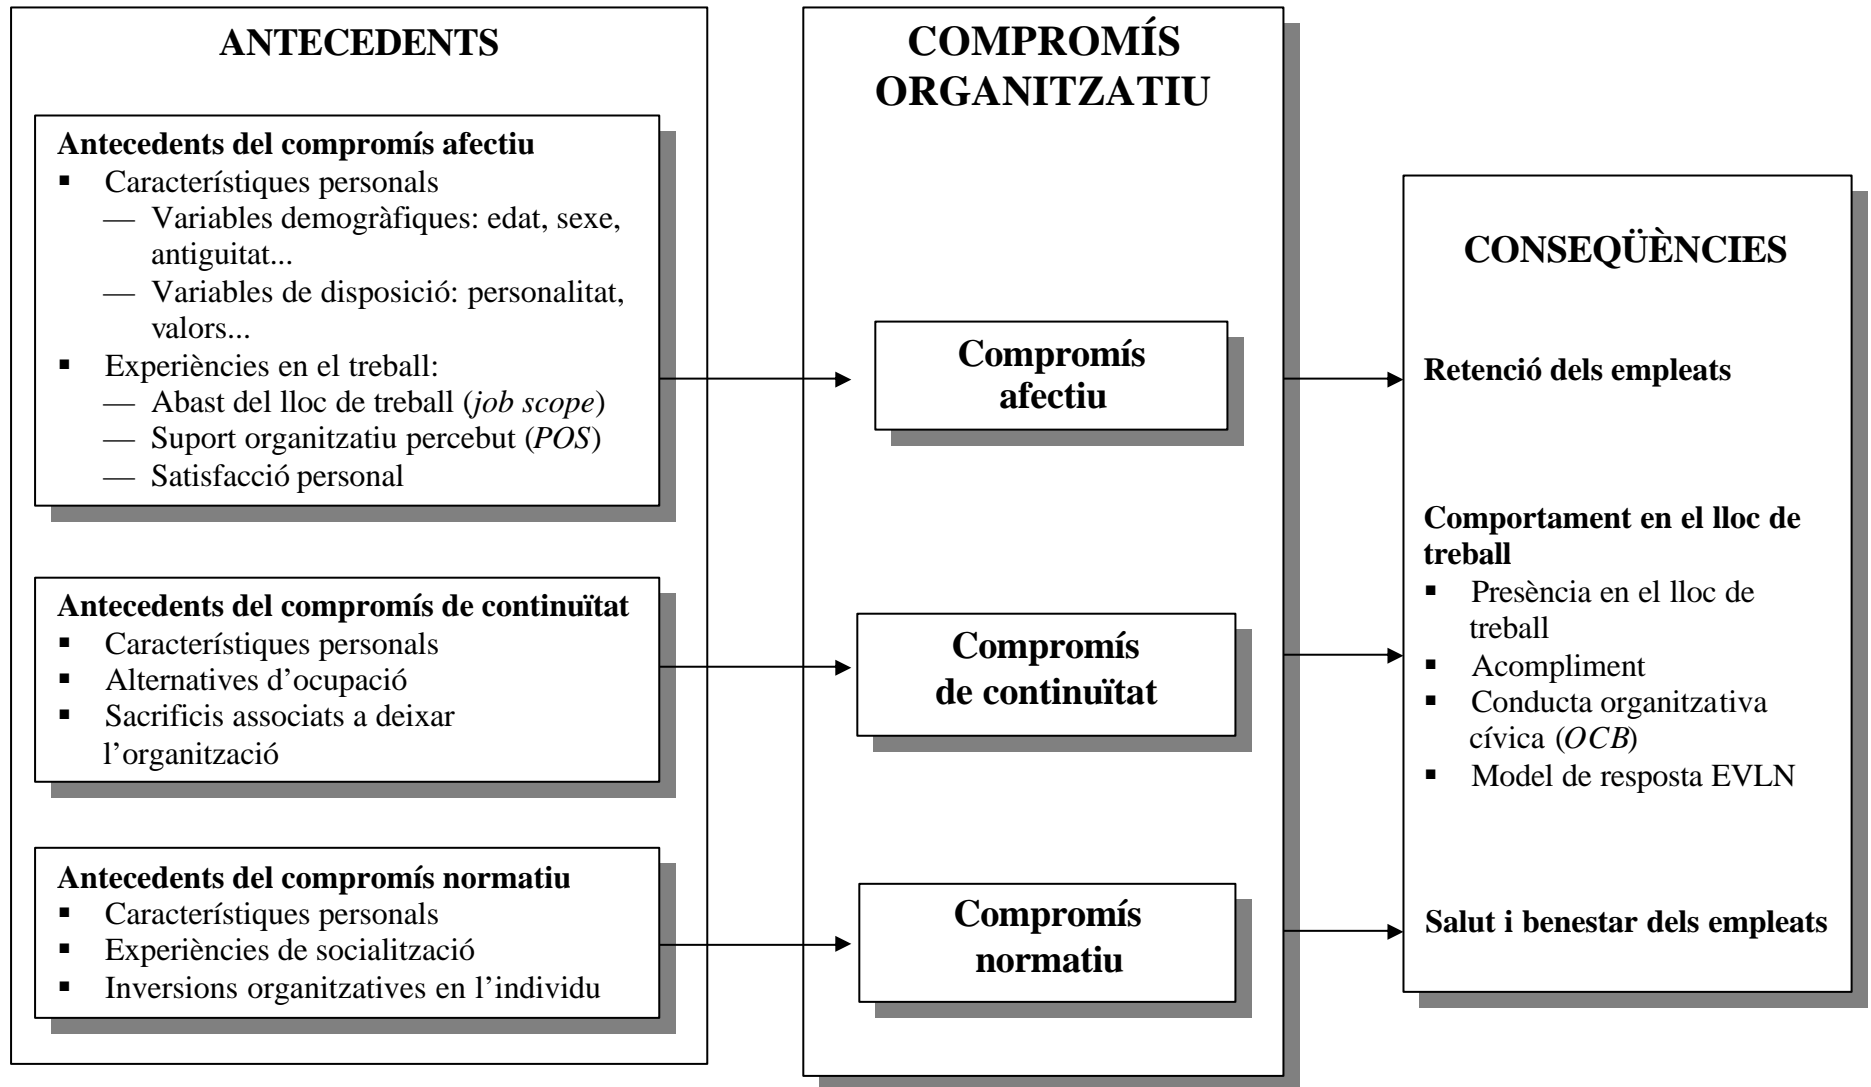 ANTECEDENTS
Antecedents del compromís afectiu
▪ Característiques personals
— Variables demogràfiques: edat, sexe,
antiguitat...
— Variables de disposició: personalitat,
valors...
▪ Experiències en el treball:
— Abast del lloc de treball (job scope)
— Suport organitzatiu percebut (POS)
— Satisfacció personal
Antecedents del compromís de continuïtat
▪ Característiques personals
▪ Alternatives d’ocupació
▪ Sacrificis associats a deixar
l’organització
Antecedents del compromís normatiu
▪ Característiques personals
▪ Experiències de socialització
▪ Inversions organitzatives en l’individu
COMPROMÍS
ORGANITZATIU
Compromís
afectiu
Compromís
de continuïtat
Compromís
normatiu
CONSEQÜÈNCIES
Retenció dels empleats
Comportament en el lloc de
treball
▪ Presència en el lloc de
treball
▪ Acompliment
▪ Conducta organitzativa
cívica (OCB)
▪ Model de resposta EVLN
Salut i benestar dels empleats